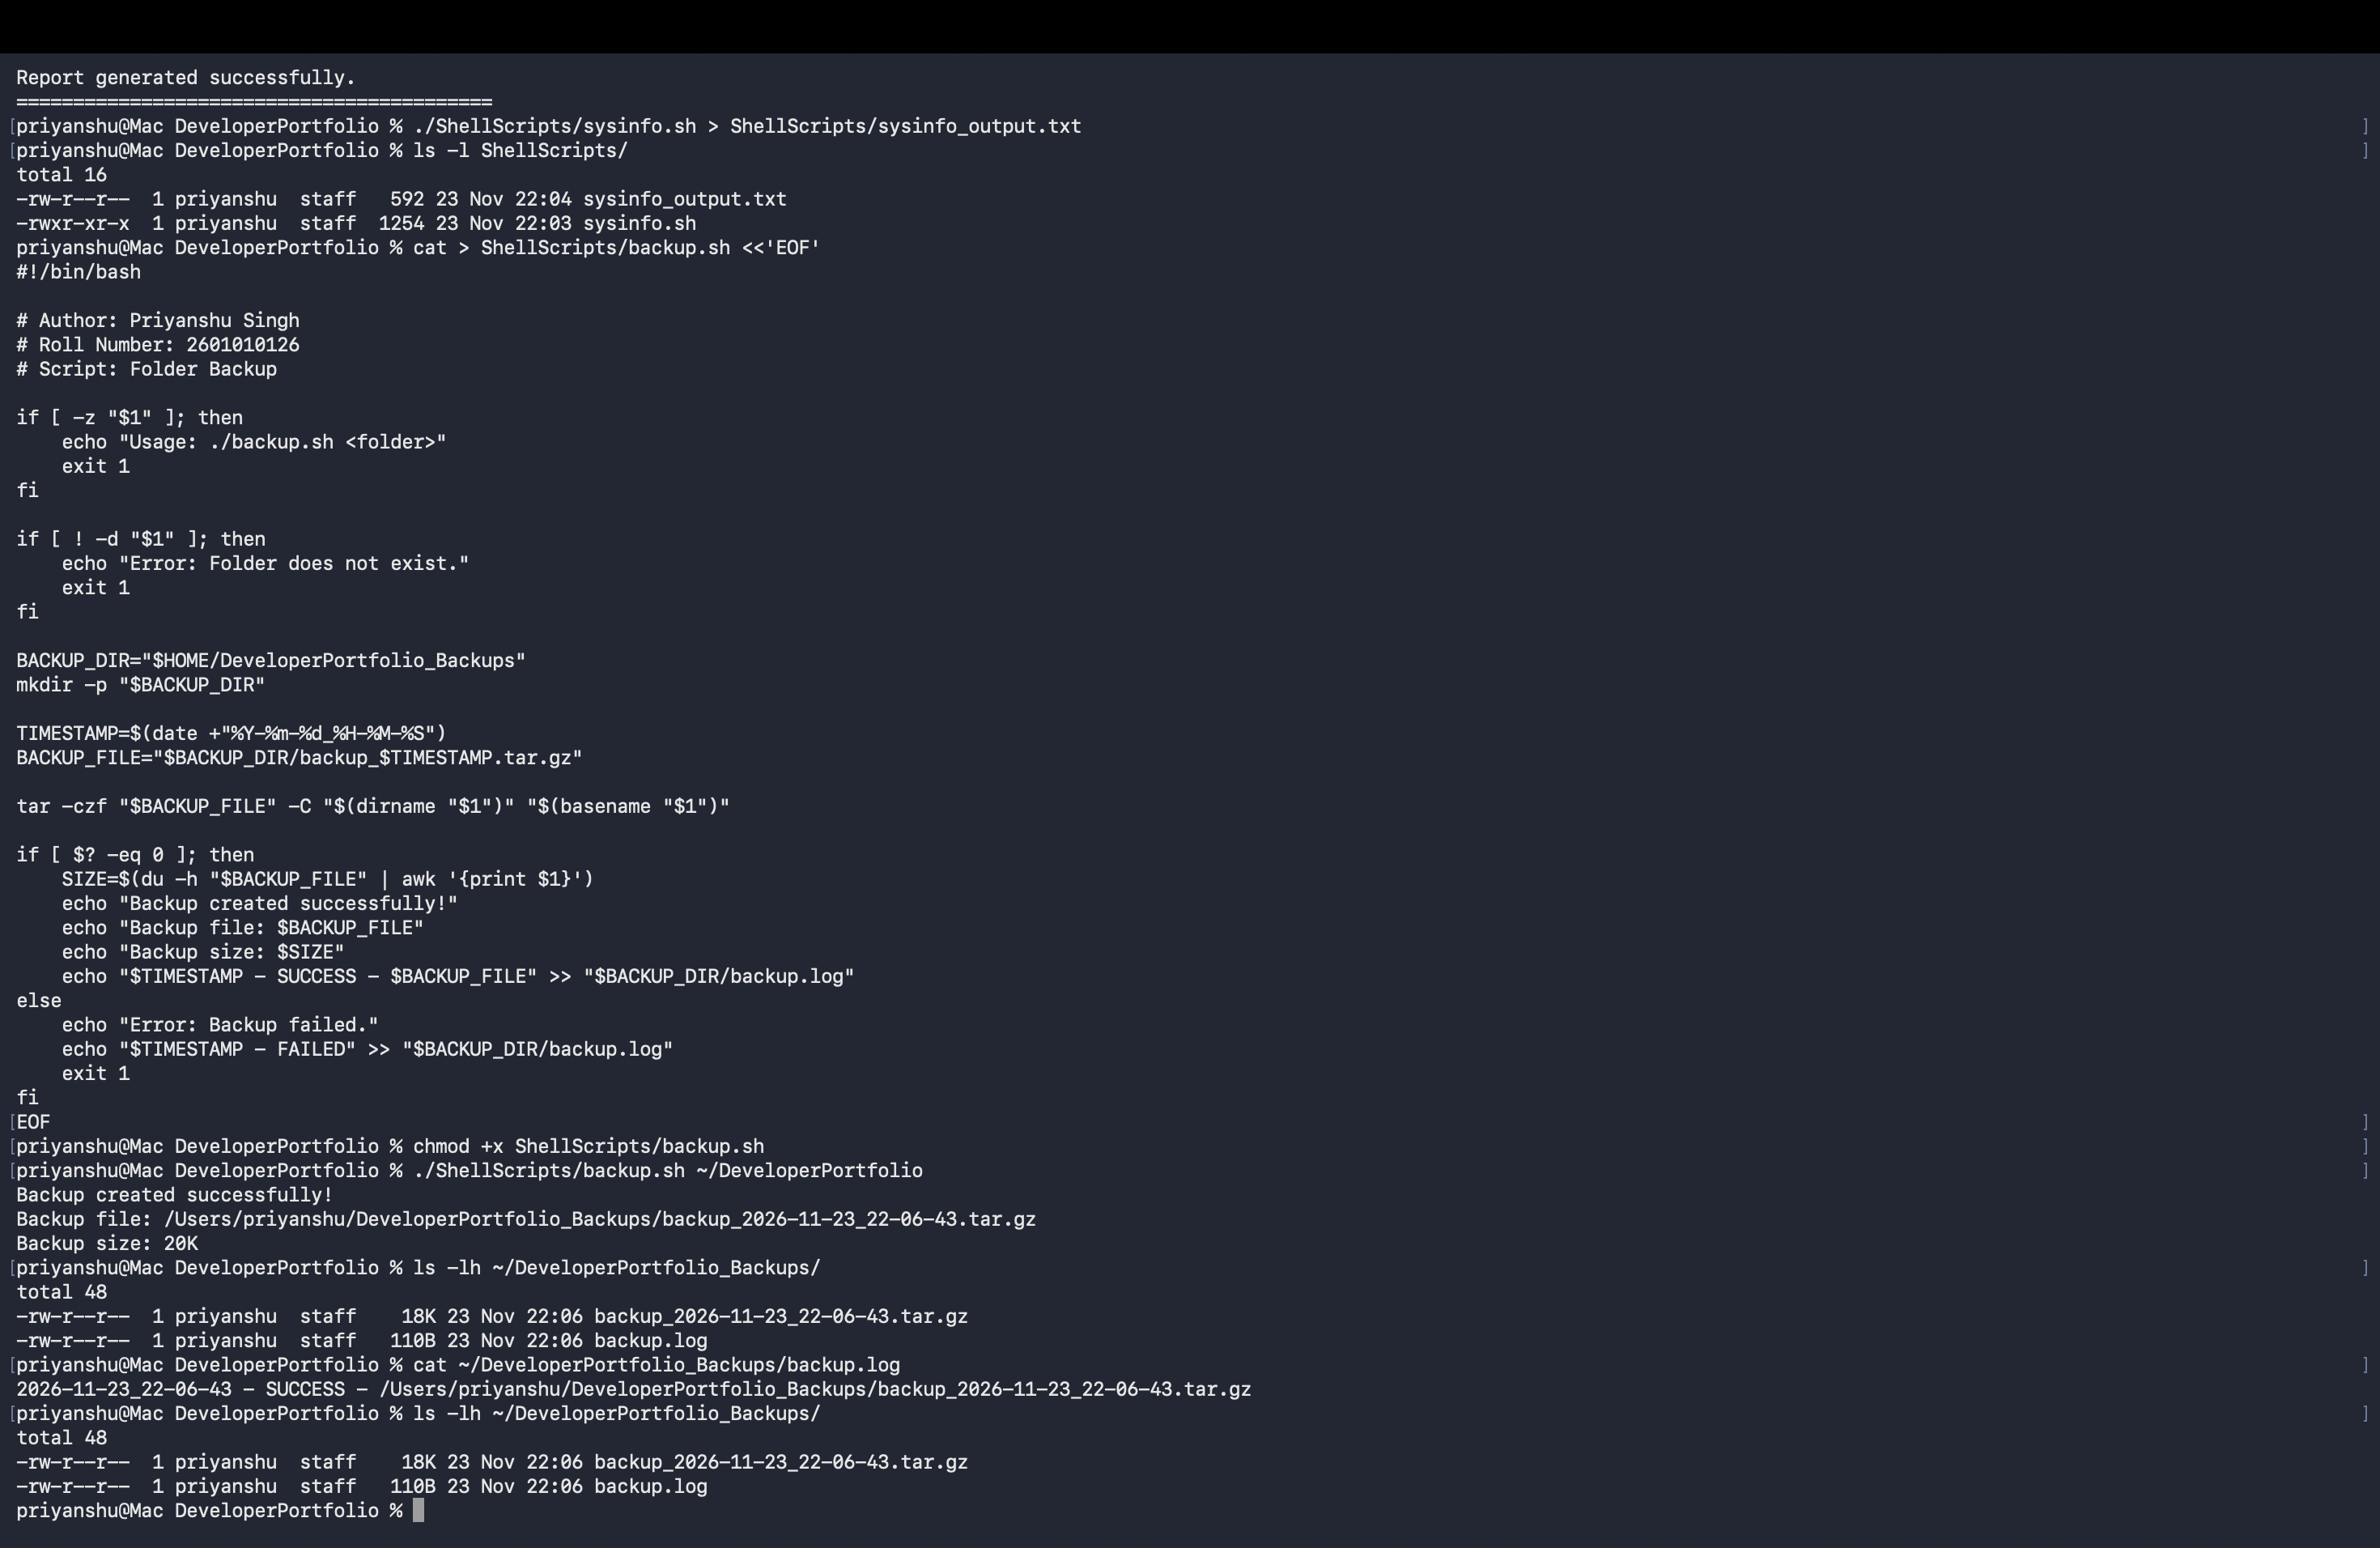 Report generated successfully.
==========================================
[priyanshu@Mac DeveloperPortfolio % ./ShellScripts/sysinfo.sh > ShellScripts/sysinfo_output.txt ]
[priyanshu@Mac DeveloperPortfolio % ls -l ShellScripts/ ]
total 16
-rw-r--r--  1 priyanshu  staff   592 23 Nov 22:04 sysinfo_output.txt
-rwxr-xr-x  1 priyanshu  staff  1254 23 Nov 22:03 sysinfo.sh
priyanshu@Mac DeveloperPortfolio % cat > ShellScripts/backup.sh <<'EOF'
#!/bin/bash

# Author: Priyanshu Singh
# Roll Number: 2601010126
# Script: Folder Backup

if [ -z "$1" ]; then
    echo "Usage: ./backup.sh <folder>"
    exit 1
fi

if [ ! -d "$1" ]; then
    echo "Error: Folder does not exist."
    exit 1
fi

BACKUP_DIR="$HOME/DeveloperPortfolio_Backups"
mkdir -p "$BACKUP_DIR"

TIMESTAMP=$(date +"%Y-%m-%d_%H-%M-%S")
BACKUP_FILE="$BACKUP_DIR/backup_$TIMESTAMP.tar.gz"

tar -czf "$BACKUP_FILE" -C "$(dirname "$1")" "$(basename "$1")"

if [ $? -eq 0 ]; then
    SIZE=$(du -h "$BACKUP_FILE" | awk '{print $1}')
    echo "Backup created successfully!"
    echo "Backup file: $BACKUP_FILE"
    echo "Backup size: $SIZE"
    echo "$TIMESTAMP - SUCCESS - $BACKUP_FILE" >> "$BACKUP_DIR/backup.log"
else
    echo "Error: Backup failed."
    echo "$TIMESTAMP - FAILED" >> "$BACKUP_DIR/backup.log"
    exit 1
fi
[EOF ]
[priyanshu@Mac DeveloperPortfolio % chmod +x ShellScripts/backup.sh ]
[priyanshu@Mac DeveloperPortfolio % ./ShellScripts/backup.sh ~/DeveloperPortfolio ]
Backup created successfully!
Backup file: /Users/priyanshu/DeveloperPortfolio_Backups/backup_2026-11-23_22-06-43.tar.gz
Backup size: 20K
[priyanshu@Mac DeveloperPortfolio % ls -lh ~/DeveloperPortfolio_Backups/ ]
total 48
-rw-r--r--  1 priyanshu  staff    18K 23 Nov 22:06 backup_2026-11-23_22-06-43.tar.gz
-rw-r--r--  1 priyanshu  staff   110B 23 Nov 22:06 backup.log
[priyanshu@Mac DeveloperPortfolio % cat ~/DeveloperPortfolio_Backups/backup.log ]
2026-11-23_22-06-43 - SUCCESS - /Users/priyanshu/DeveloperPortfolio_Backups/backup_2026-11-23_22-06-43.tar.gz
[priyanshu@Mac DeveloperPortfolio % ls -lh ~/DeveloperPortfolio_Backups/ ]
total 48
-rw-r--r--  1 priyanshu  staff    18K 23 Nov 22:06 backup_2026-11-23_22-06-43.tar.gz
-rw-r--r--  1 priyanshu  staff   110B 23 Nov 22:06 backup.log
priyanshu@Mac DeveloperPortfolio %